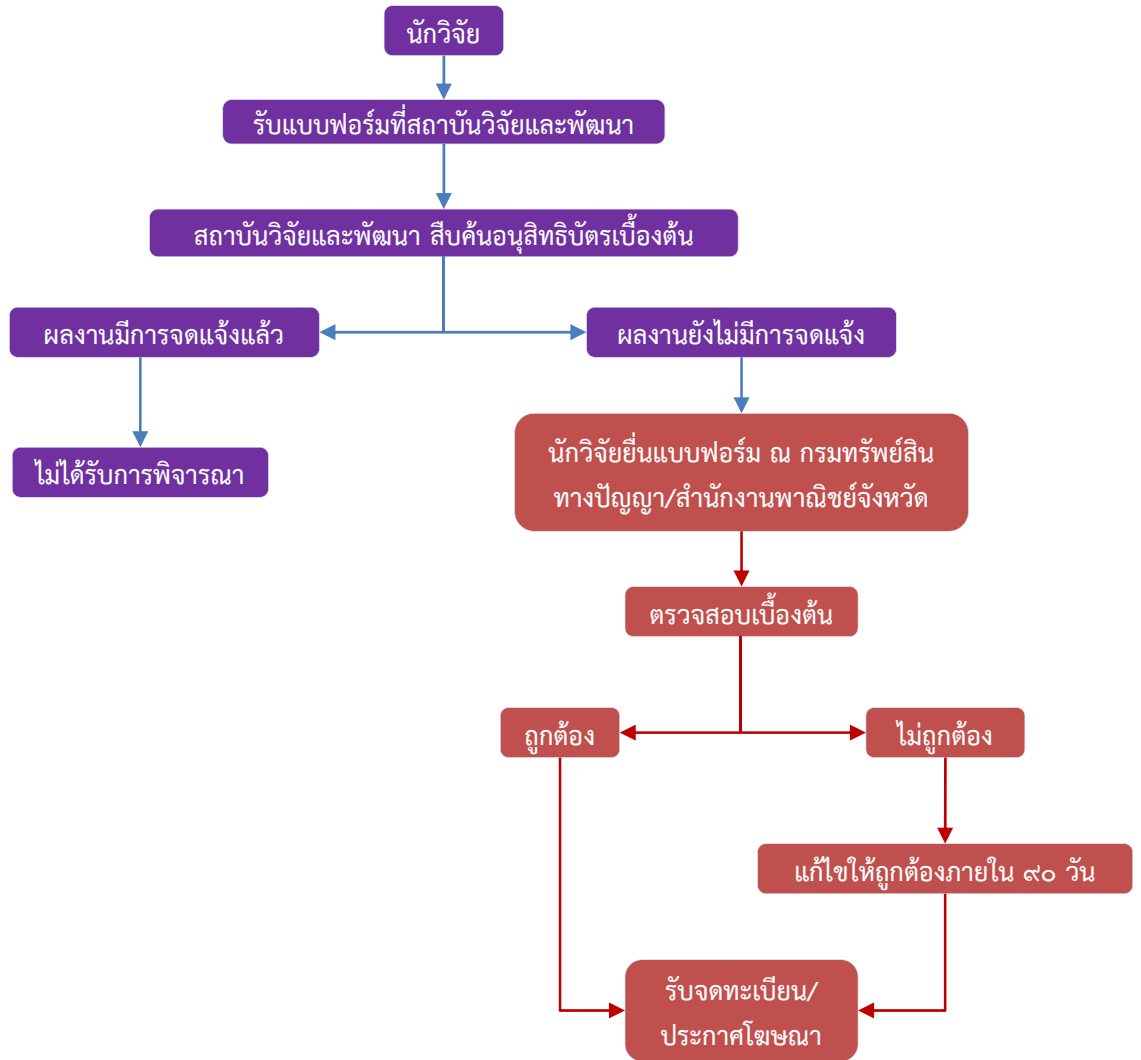 นักวิจัย
รับแบบฟอร์มที่สถาบันวิจัยและพัฒนา
สถาบันวิจัยและพัฒนา สืบค้นอนุสิทธิบัตรเบื้องต้น
ผลงานมีการจดแจ้งแล้ว
ผลงานยังไม่มีการจดแจ้ง
ไม่ได้รับการพิจารณา
นักวิจัยยื่นแบบฟอร์ม ณ กรมทรัพย์สิน
ทางปัญญา/สำนักงานพาณิชย์จังหวัด
ตรวจสอบเบื้องต้น
ถูกต้อง
ไม่ถูกต้อง
แก้ไขให้ถูกต้องภายใน ๙๐ วัน
รับจดทะเบียน/
ประกาศโฆษณา